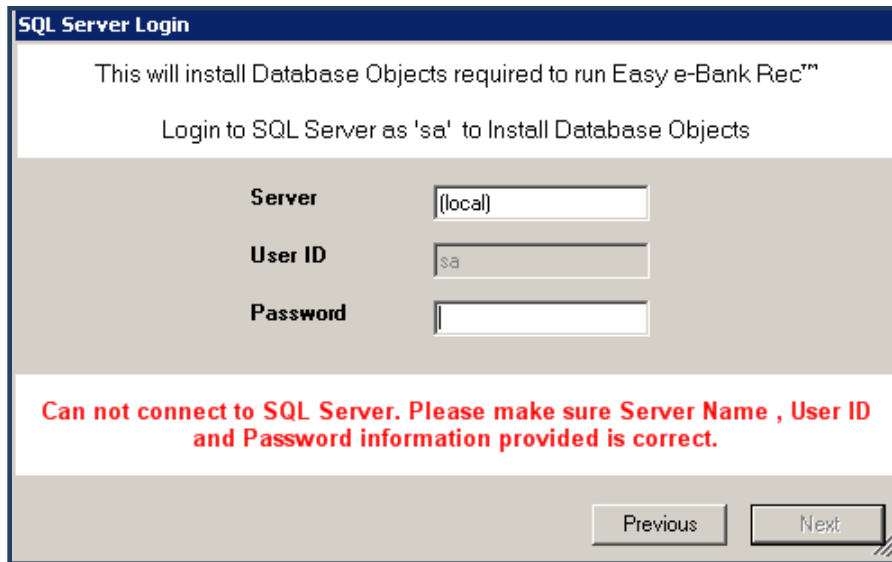 SQL Server Login
This will install Database Objects required to run Easy e-Bank Rec™
Login to SQL Server as 'sa' to Install Database Objects
Server (local)
User ID sa
Password
Can not connect to SQL Server. Please make sure Server Name , User ID
and Password information provided is correct.
Previous Next